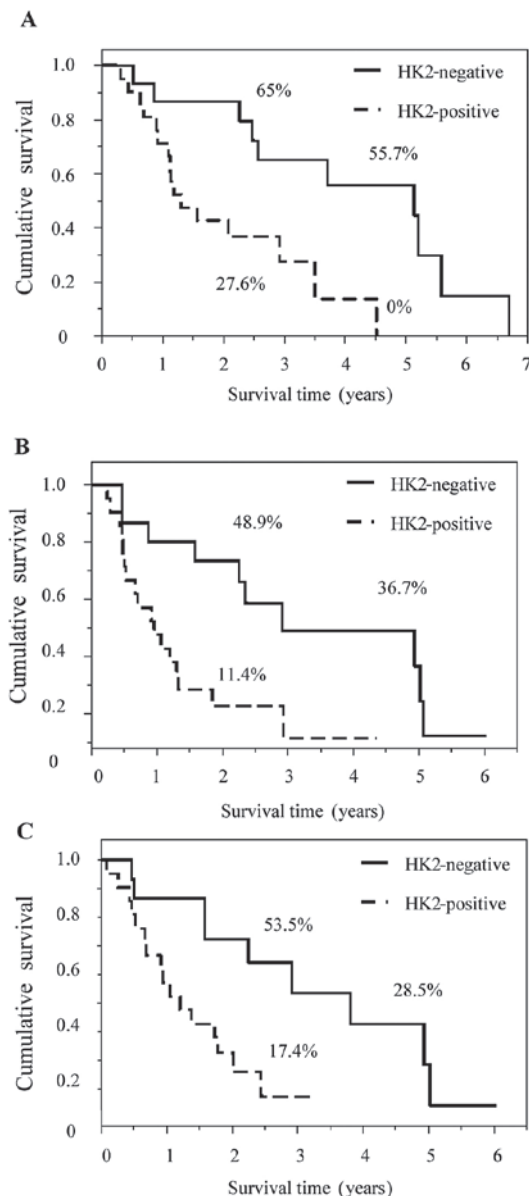 A
1.0
0.8
0.6
0.4
0.2
0
Cumulative survival
HK2-negative
HK2-positive
65%
55.7%
27.6%
0%
0 1 2 3 4 5 6 7
Survival time (years)
B
1.0
0.8
0.6
0.4
0.2
0
Cumulative survival
HK2-negative
HK2-positive
48.9%
36.7%
11.4%
0 1 2 3 4 5 6
Survival time (years)
C
1.0
0.8
0.6
0.4
0.2
0
Cumulative survival
HK2-negative
HK2-positive
53.5%
28.5%
17.4%
0 1 2 3 4 5 6
Survival time (years)